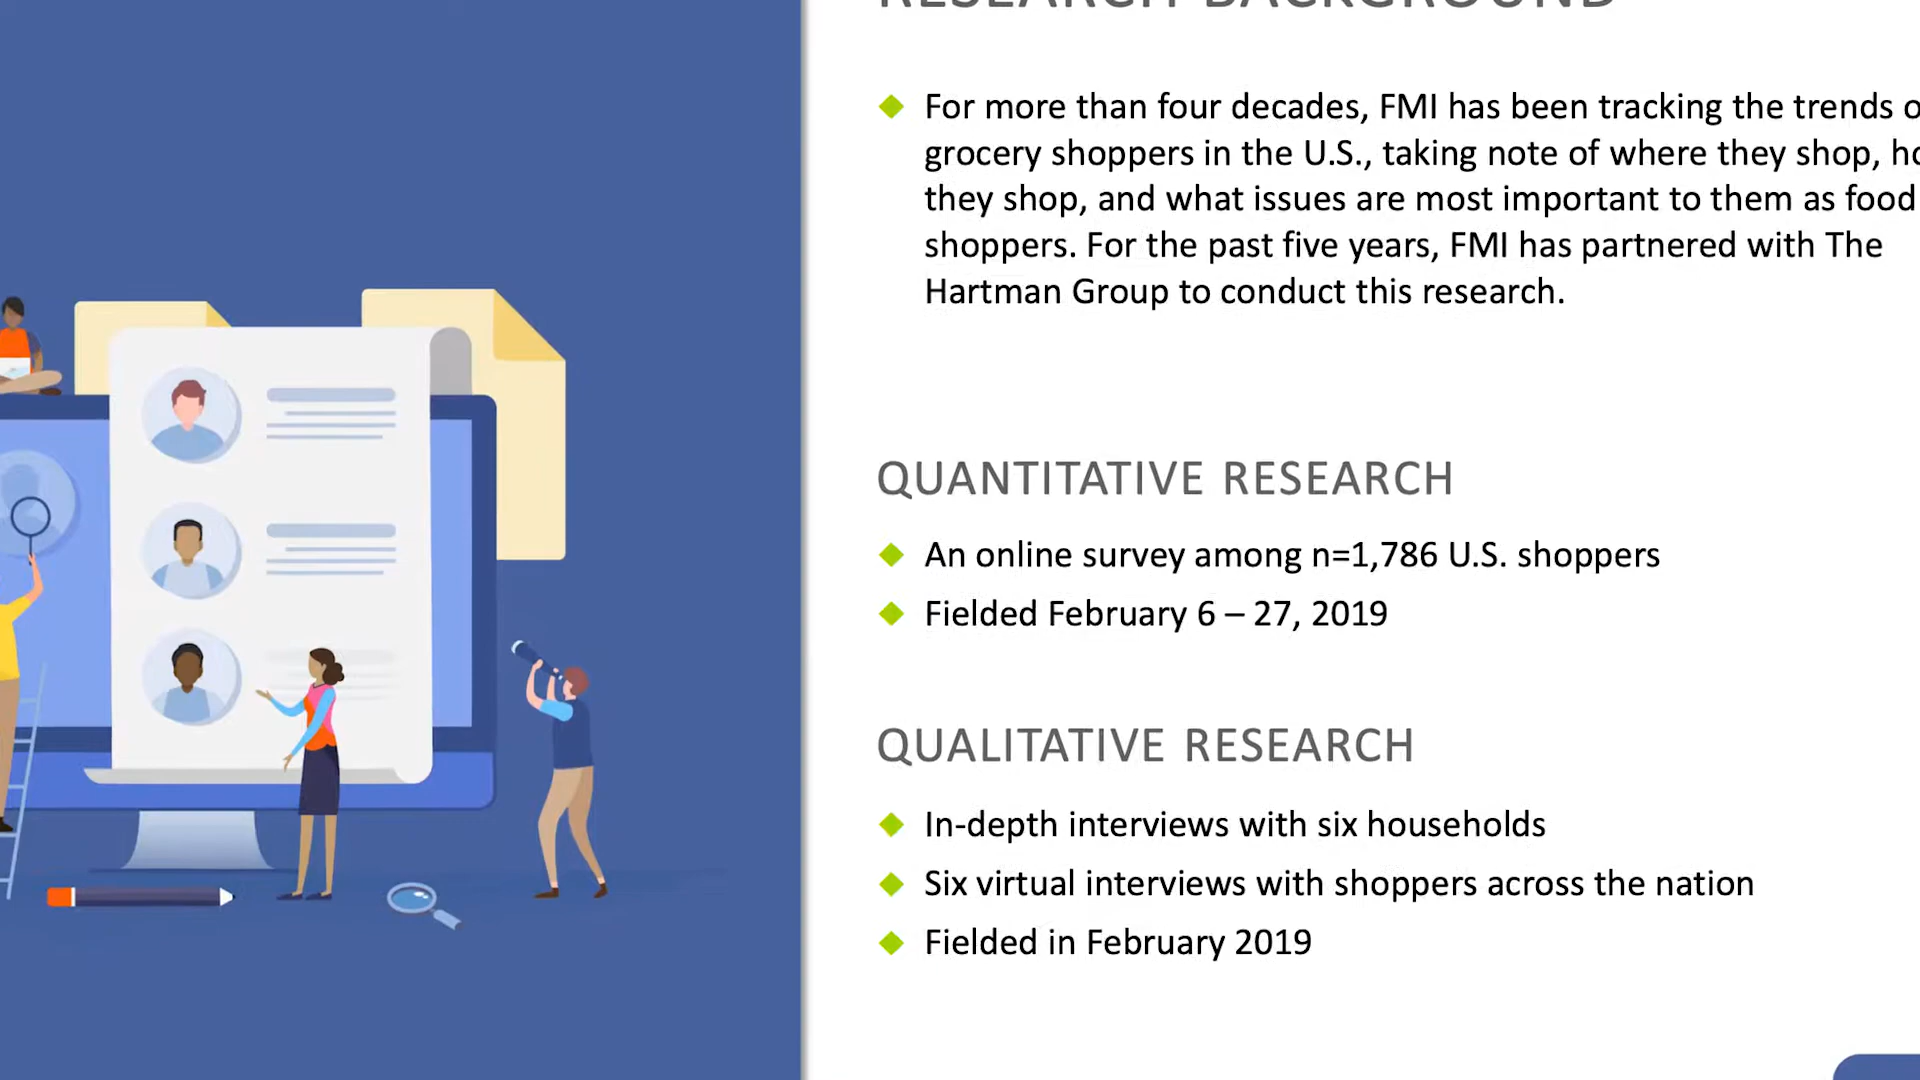 RESEARCH BACKGROUND
For more than four decades, FMI has been tracking the trends
grocery shoppers in the U.S., taking note of where they shop,
they shop, and what issues are most important to them as food
shoppers. For the past five years, FMI has partnered with The
Hartman Group to conduct this research.
QUANTITATIVE RESEARCH
An online survey among n=1,786 U.S. shoppers
Fielded February 6 – 27, 2019
QUALITATIVE RESEARCH
In-depth interviews with six households
Six virtual interviews with shoppers across the nation
Fielded in February 2019